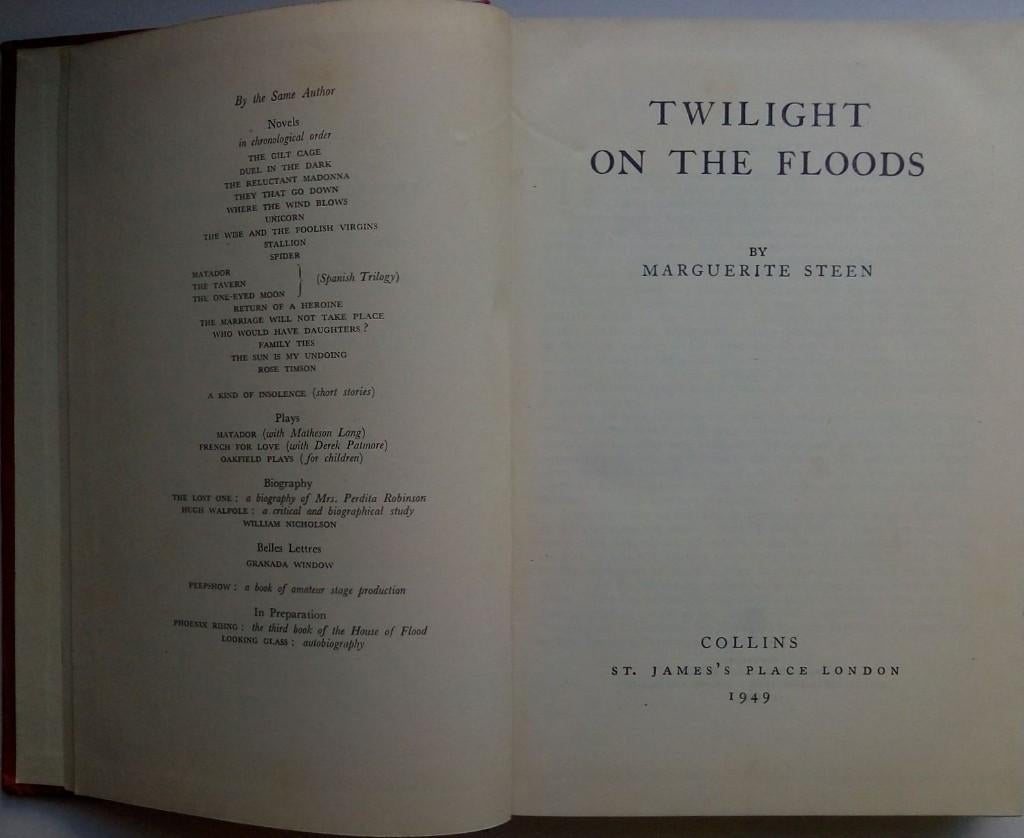 By the Same Author
Novels
in chronological order
THE GILT CAGE
DUEL IN THE DARK
THE RELUCTANT MADONNA
THEY THAT GO DOWN
WHERE THE WIND BLOWS
UNICORN
THE WISE AND THE FOOLISH VIRGINS
STALLION
SPIDER
MATADOR
THE TAVERN } (Spanish Trilogy)
THE ONE-EYED MOON
RETURN OF A HEROINE
THE MARRIAGE WILL NOT TAKE PLACE
WHO WOULD HAVE DAUGHTERS?
FAMILY TIES
THE SUN IS MY UNDOING
ROSE TIMSON
A KIND OF INSOLENCE (short stories)
Plays
MATADOR (with Matheson Lang)
FRENCH FOR LOVE (with Derek Patmore)
OAKFIELD PLAYS (for children)
Biography
THE LOST ONE: a biography of Mrs. Perdita Robinson
HUGH WALPOLE: a critical and biographical study
WILLIAM NICHOLSON
Belles Lettres
GRANADA WINDOW
PEEPSHOW: a book of amateur stage production
In Preparation
PHOENIX RISING: the third book of the House of Flood
LOOKING GLASS: autobiography
TWILIGHT
ON THE FLOODS
BY
MARGUERITE STEEN
COLLINS
ST. JAMES'S PLACE LONDON
1949